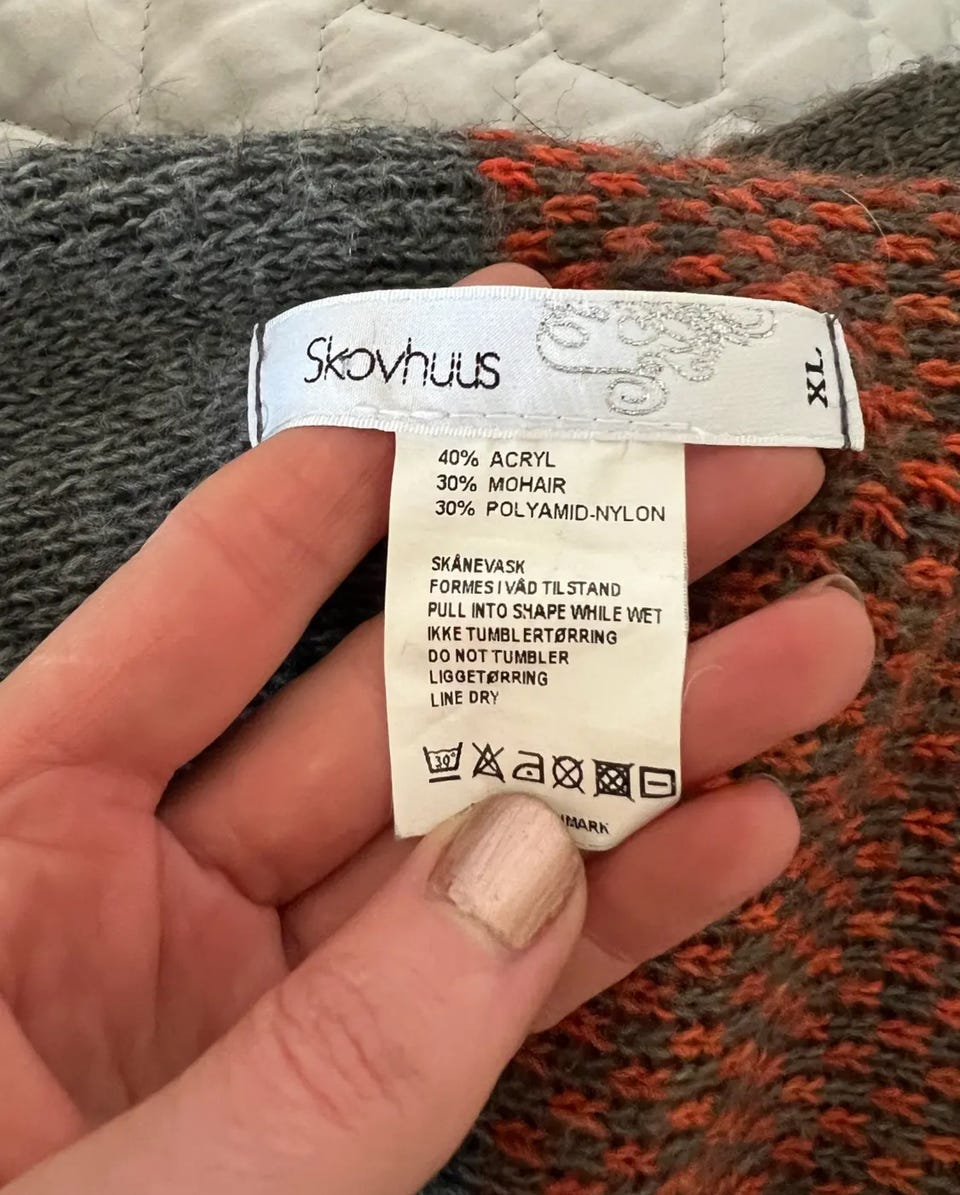 Skovhuus
XL
40% ACRYL
30% MOHAIR
30% POLYAMID-NYLON
SKÅNEVASK
FORMES I VÅD TILSTAND
PULL INTO SHAPE WHILE WET
IKKE TUMBLERTØRRING
DO NOT TUMBLER
LIGGETØRRING
LINE DRY
30°